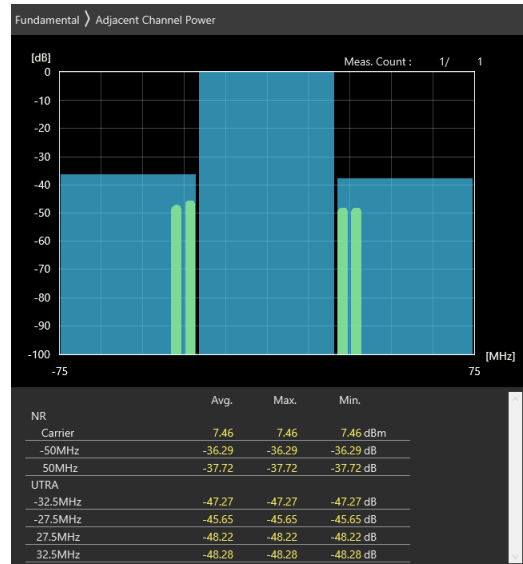 Fundamental ⟩ Adjacent Channel Power
[dB]
Meas. Count : 1/ 1
0
-10
-20
-30
-40
-50
-60
-70
-80
-90
-100
[MHz]
-75 75
Avg. Max. Min.
NR
Carrier 7.46 7.46 7.46 dBm
-50MHz -36.29 -36.29 -36.29 dB
50MHz -37.72 -37.72 -37.72 dB
UTRA
-32.5MHz -47.27 -47.27 -47.27 dB
-27.5MHz -45.65 -45.65 -45.65 dB
27.5MHz -48.22 -48.22 -48.22 dB
32.5MHz -48.28 -48.28 -48.28 dB